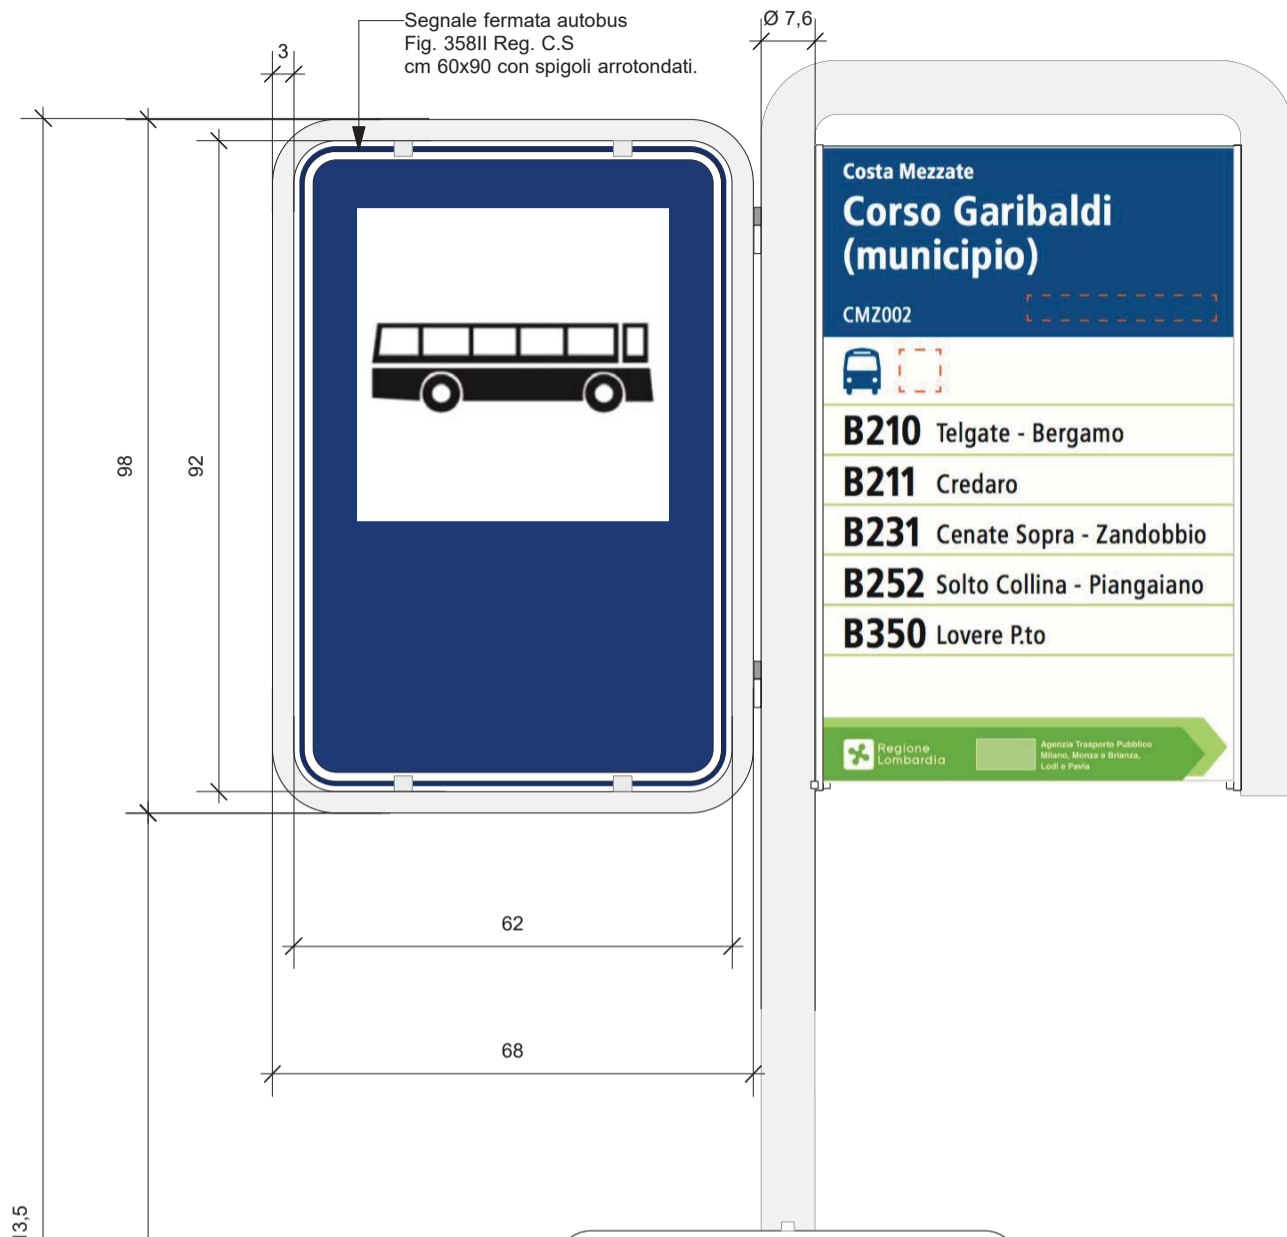 Segnale fermata autobus
Fig. 358II Reg. C.S
cm 60x90 con spigoli arrotondati.
Ø 7,6
3
98
92
62
68
13,5
Costa Mezzate
Corso Garibaldi
(municipio)
CMZ002
B210 Telgate - Bergamo
B211 Credaro
B231 Cenate Sopra - Zandobbio
B252 Solto Collina - Piangaiano
B350 Lovere P.to
Regione
Lombardia
Agenzia Trasporto Pubblico
Milano, Monza e Brianza,
Lodi e Pavia